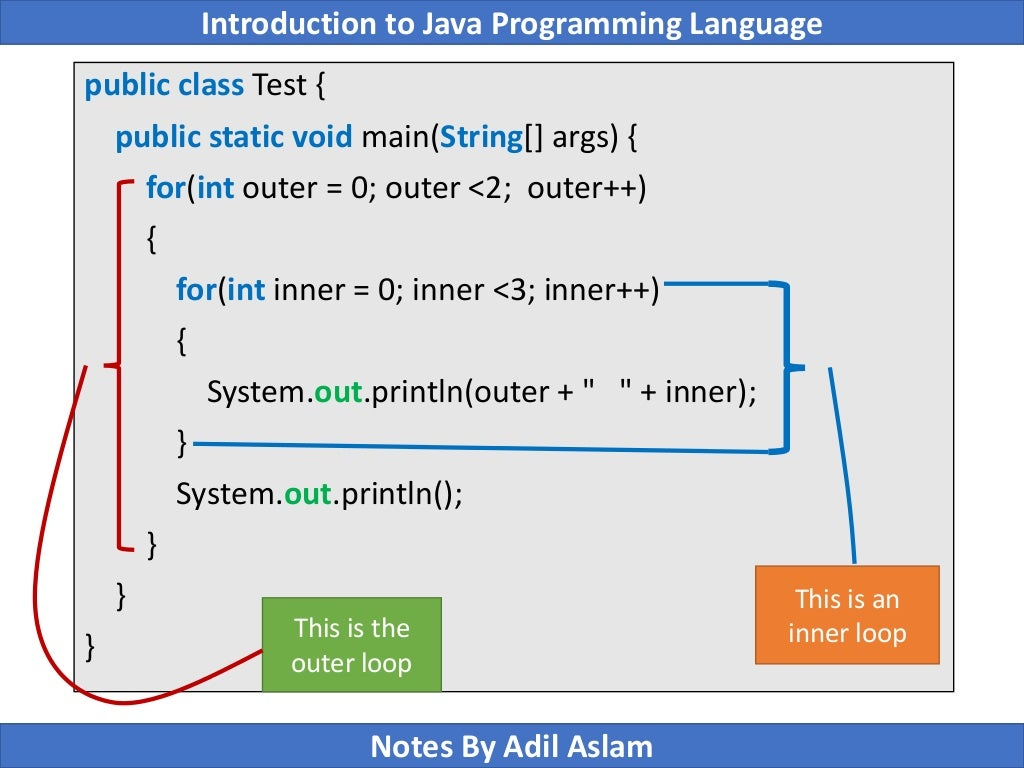 Introduction to Java Programming Language
public class Test {
public static void main(String[] args) {
for(int outer = 0; outer <2;  outer++)
{
for(int inner = 0; inner <3; inner++)
{
System.out.println(outer + "   " + inner);
}
System.out.println();
}
}
}
This is the
outer loop
This is an
inner loop
Notes By Adil Aslam